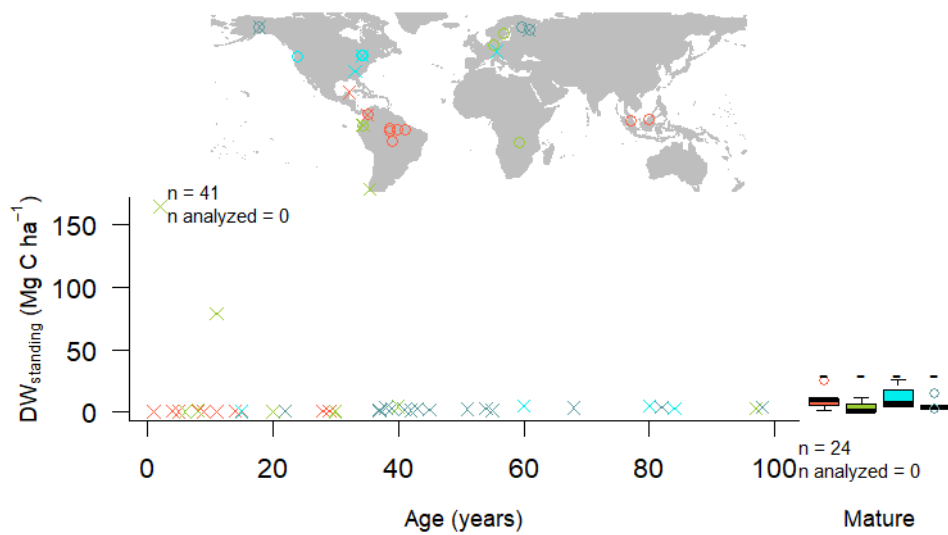 n = 41
n analyzed = 0
DW_standing (Mg C ha⁻¹)
150
100
50
0
- - - -
n = 24
n analyzed = 0
0 20 40 60 80 100
Age (years)
Mature